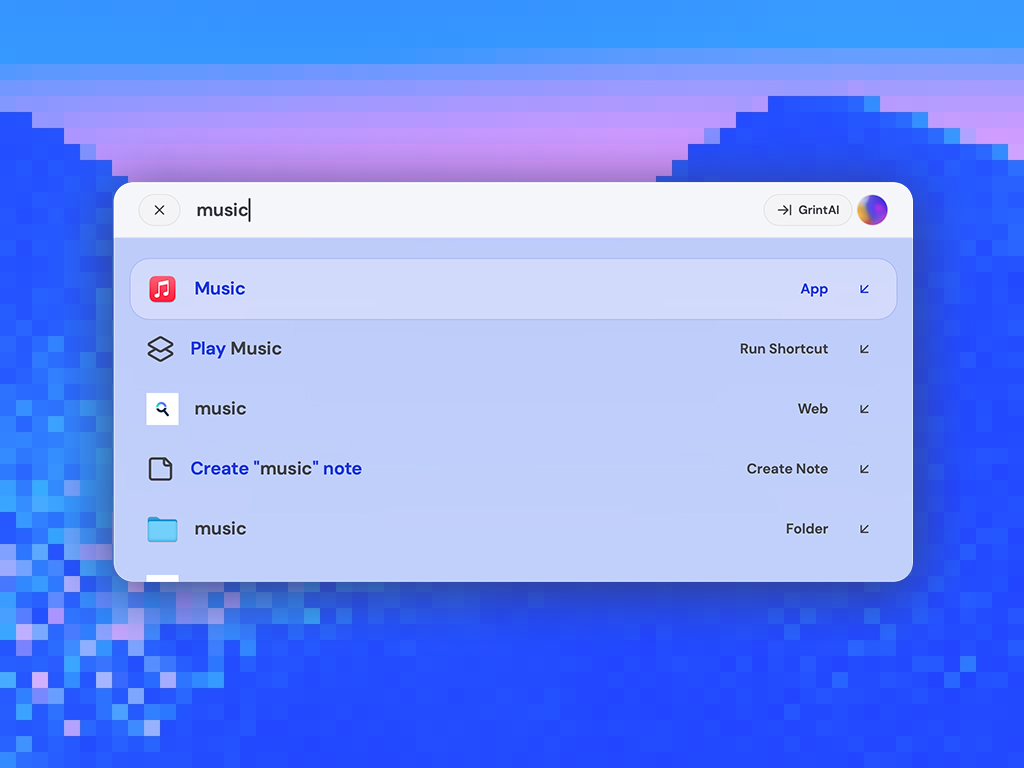 music
GrintAI
Music App
Play Music Run Shortcut
music Web
Create "music" note Create Note
music Folder